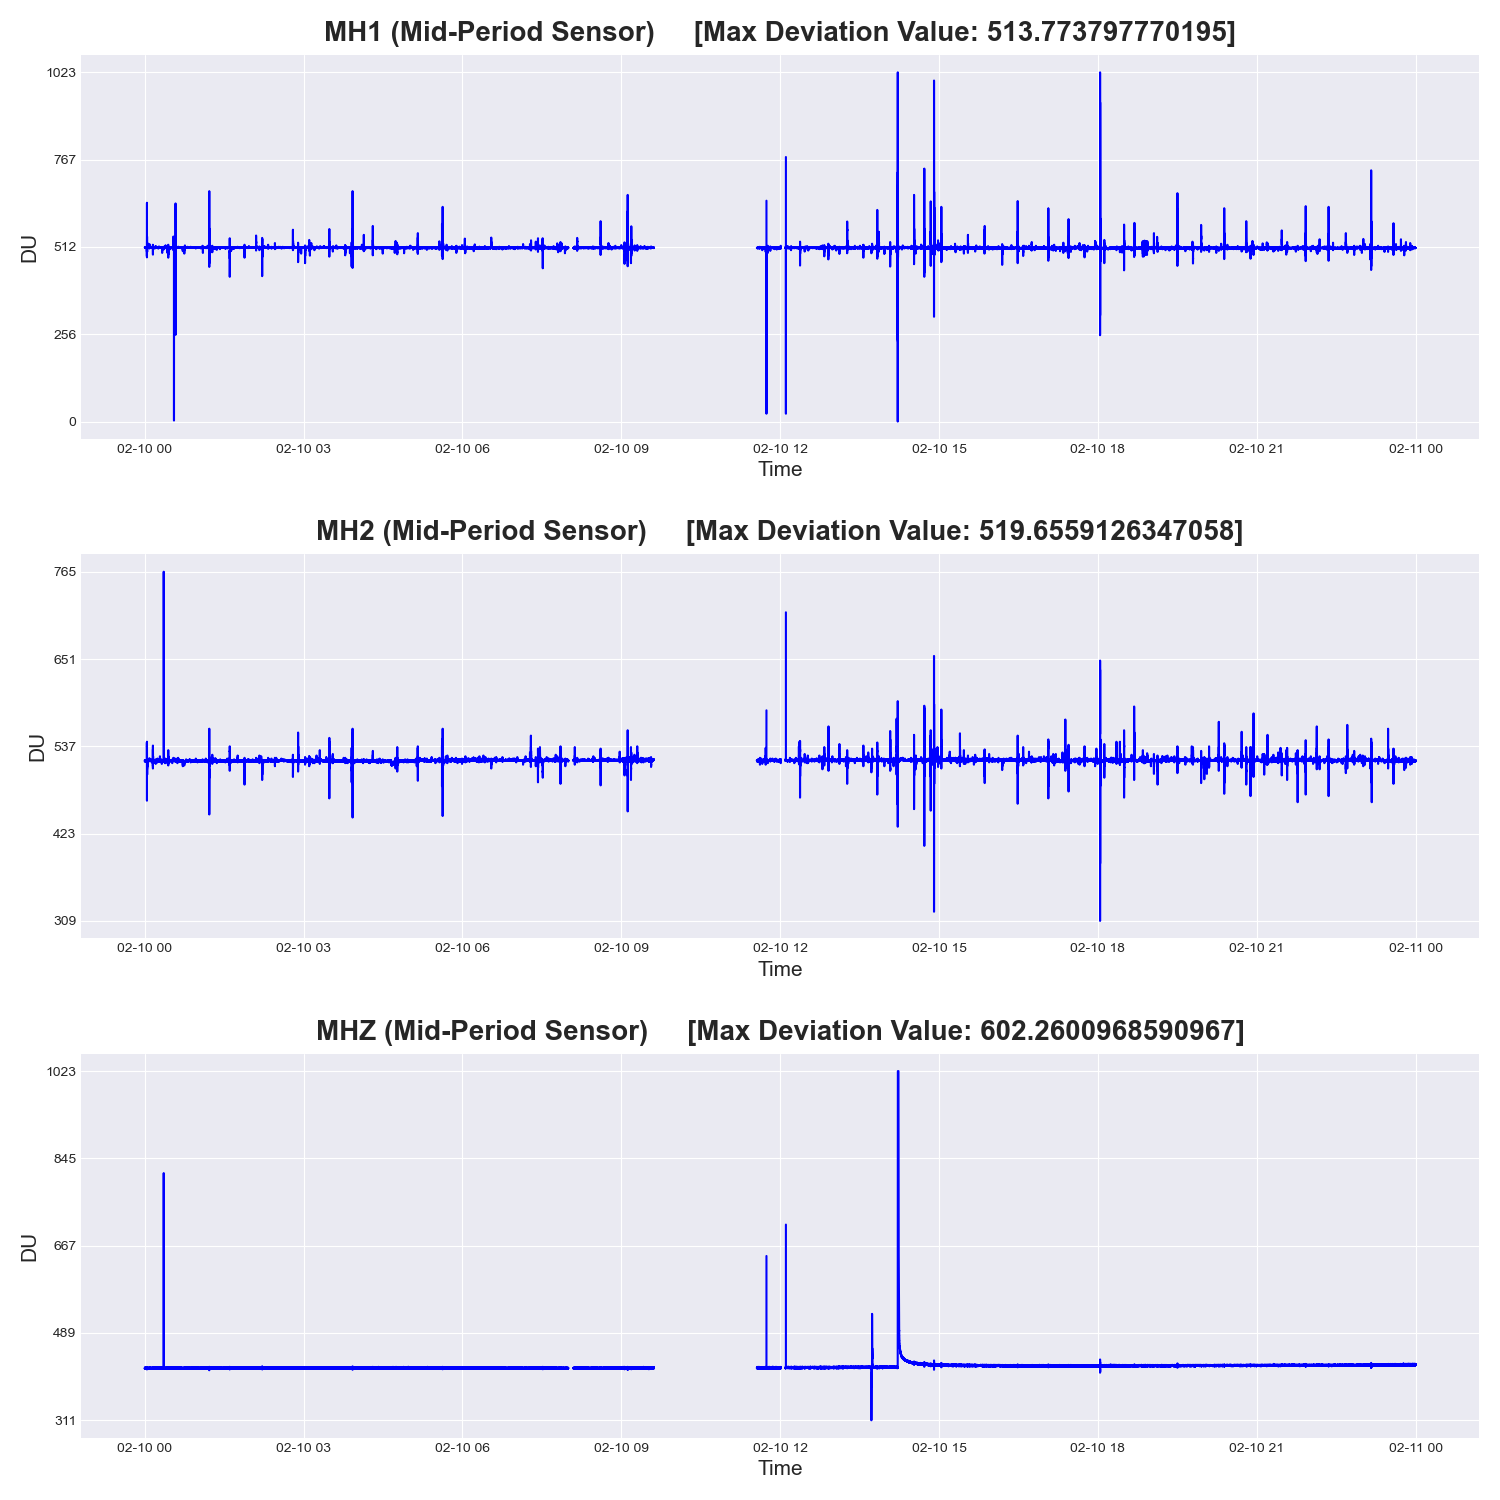 MH1 (Mid-Period Sensor) [Max Deviation Value: 513.773797770195]
1023
767
512
256
0
DU
02-10 00 02-10 03 02-10 06 02-10 09 02-10 12 02-10 15 02-10 18 02-10 21 02-11 00
Time
MH2 (Mid-Period Sensor) [Max Deviation Value: 519.6559126347058]
765
651
537
423
309
DU
02-10 00 02-10 03 02-10 06 02-10 09 02-10 12 02-10 15 02-10 18 02-10 21 02-11 00
Time
MHZ (Mid-Period Sensor) [Max Deviation Value: 602.2600968590967]
1023
845
667
489
311
DU
02-10 00 02-10 03 02-10 06 02-10 09 02-10 12 02-10 15 02-10 18 02-10 21 02-11 00
Time